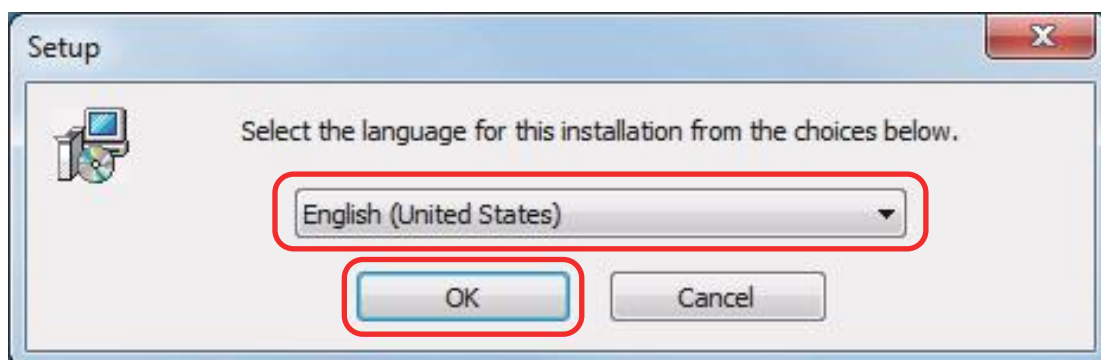 Setup
Select the language for this installation from the choices below.
English (United States)
OK
Cancel